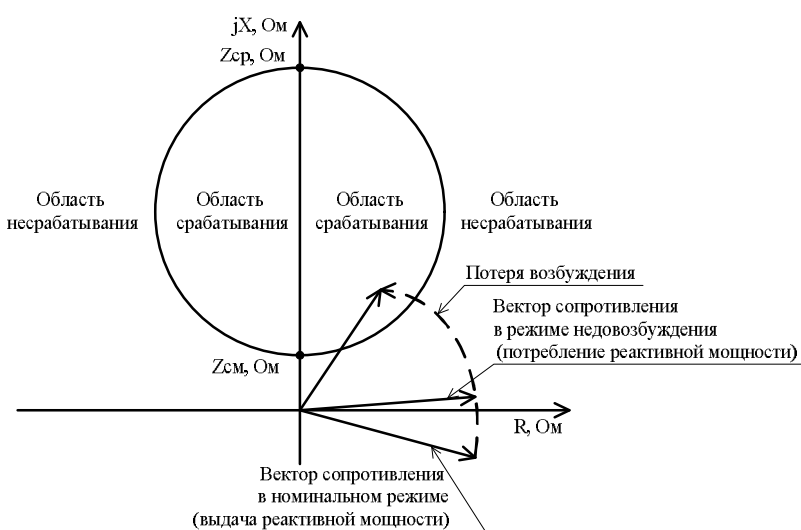 jX, Ом
Zср, Ом
Область
несрабатывания
Область
срабатывания
Область
срабатывания
Область
несрабатывания
Потеря возбуждения
Вектор сопротивления
в режиме недовозбуждения
(потребление реактивной мощности)
Zсм, Ом
R, Ом
Вектор сопротивления
в номинальном режиме
(выдача реактивной мощности)